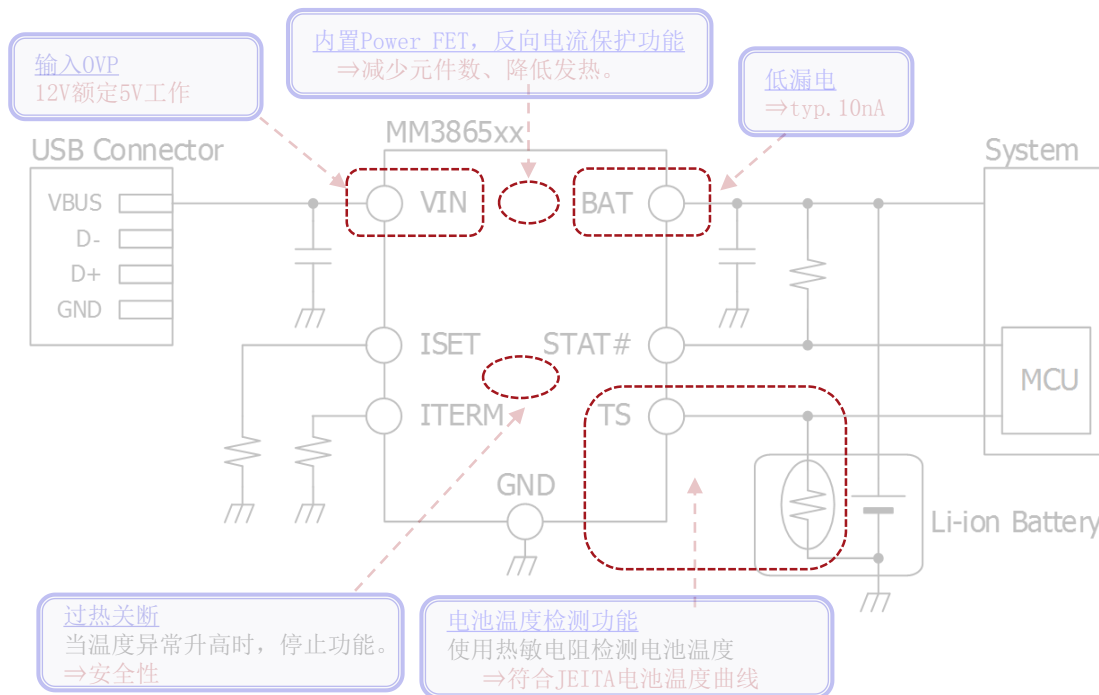 内置Power FET，反向电流保护功能
⇒减少元件数、降低发热。
输入OVP
12V额定5V工作
低漏电
⇒typ.10nA
MM3865xx
USB Connector
System
VBUS
VIN
BAT
D-
D+
GND
ISET
STAT#
MCU
ITERM
TS
GND
Li-ion Battery
过热关断
当温度异常升高时，停止功能。
⇒安全性
电池温度检测功能
使用热敏电阻检测电池温度
⇒符合JEITA电池温度曲线